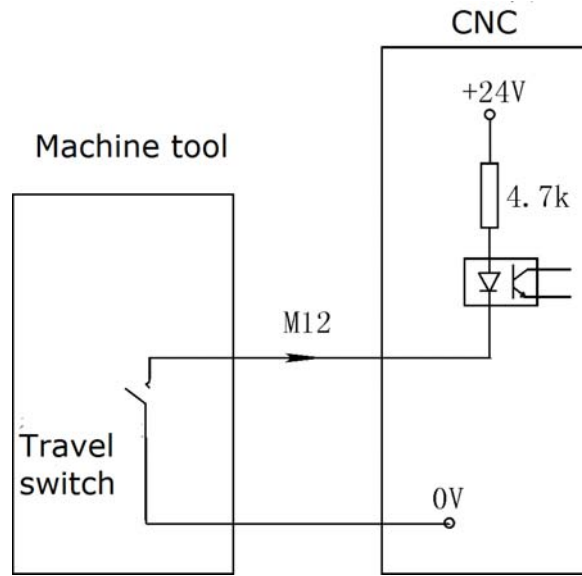 CNC
+24V
Machine tool
4.7k
M12
Travel
switch
0V